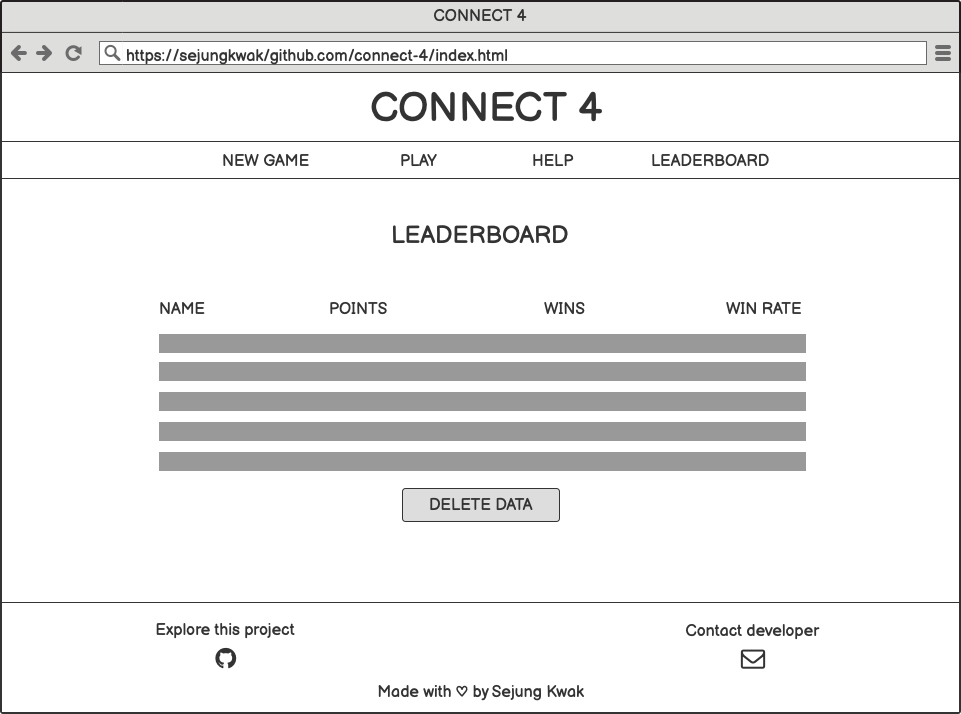 CONNECT 4
https://sejungkwak/github.com/connect-4/index.html
CONNECT 4
NEW GAME PLAY HELP LEADERBOARD
LEADERBOARD
NAME POINTS WINS WIN RATE
DELETE DATA
Explore this project Contact developer
Made with ♡ by Sejung Kwak